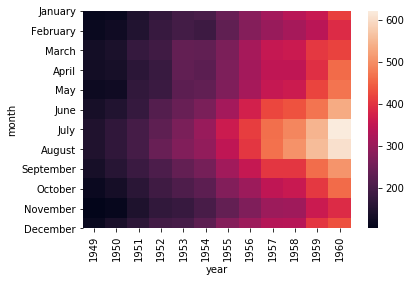 January
February
March
April
May
June
July
August
September
October
November
December
month
1949 1950 1951 1952 1953 1954 1955 1956 1957 1958 1959 1960
year
600
500
400
300
200